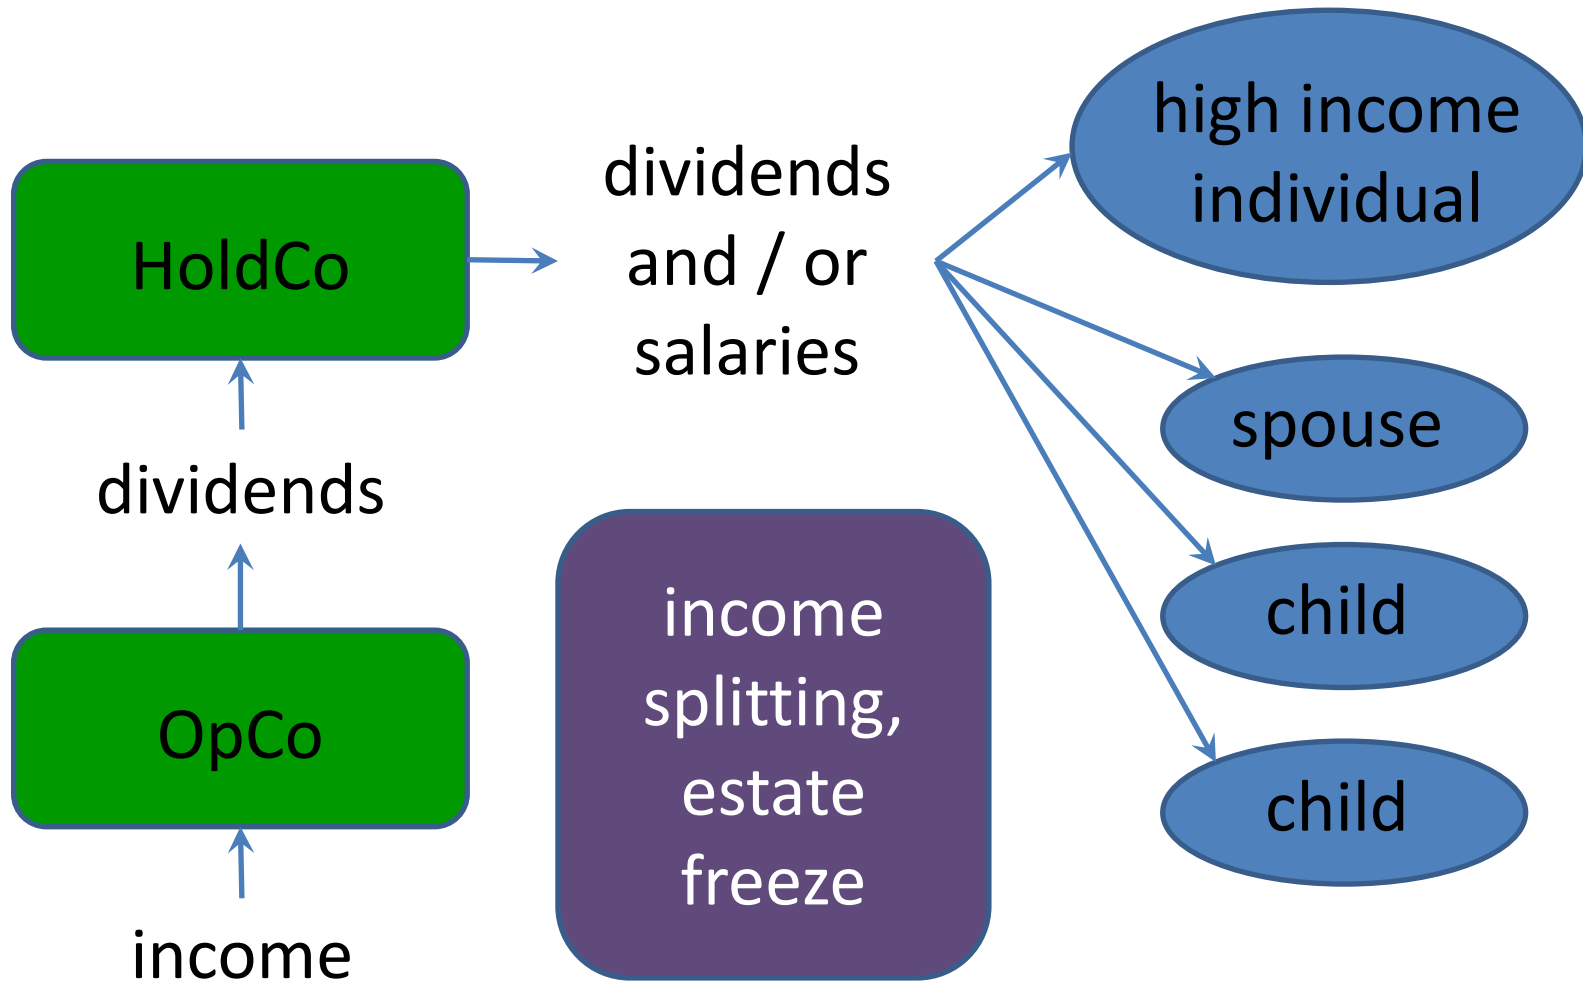 HoldCo
dividends
and / or
salaries
high income
individual
spouse
child
child
dividends
OpCo
income
income
splitting,
estate
freeze